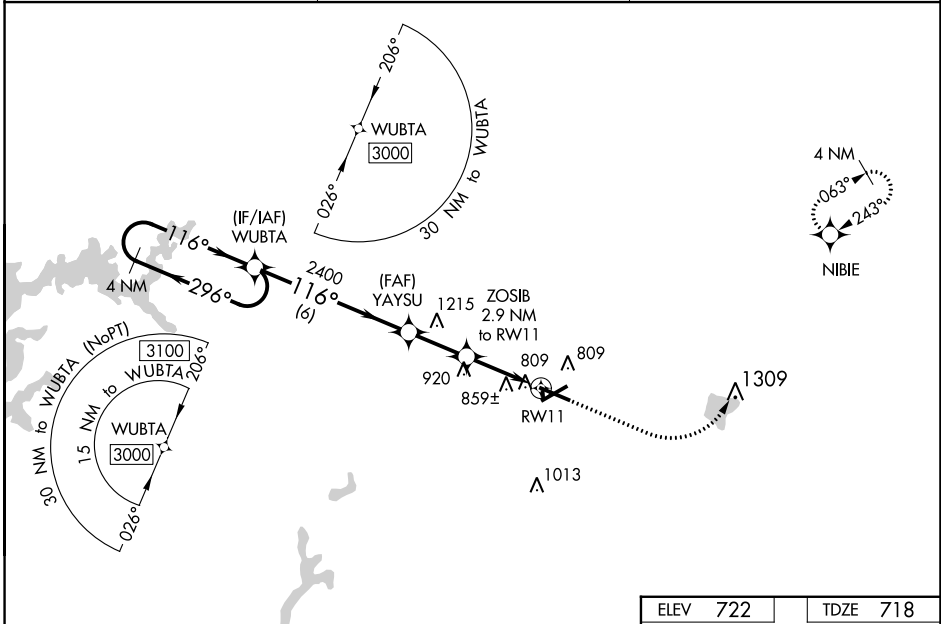 206°
WUBTA
3000
026°
30 NM to WUBTA
4 NM
063°
243°
NIBIE
(IF/IAF)
WUBTA
116°
4 NM
296°
2400
116°
(6)
(FAF)
YAYSU
1215
ZOSIB
2.9 NM
to RW11
809
809
920
859±
RW11
1309
1013
30 NM to WUBTA (NoPT)
3100
206°
15 NM to WUBTA
WUBTA
3000
026°
ELEV 722
TDZE 718